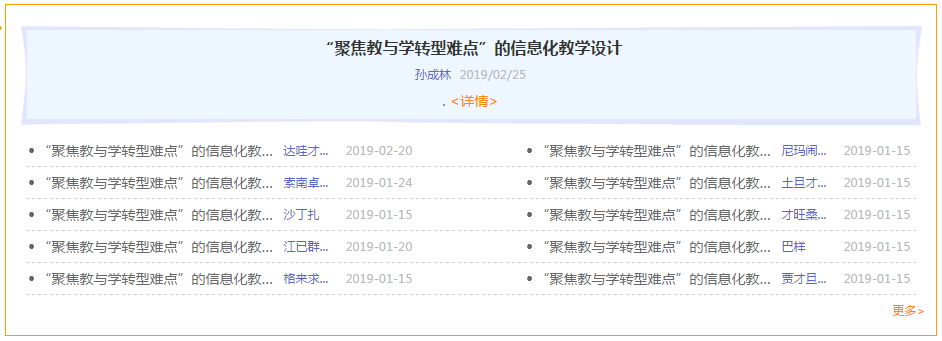 “聚焦教与学转型难点”的信息化教学设计
孙成林 2019/02/25
. <详情>
• “聚焦教与学转型难点”的信息化教... 达哇才... 2019-02-20
• “聚焦教与学转型难点”的信息化教... 尼玛闹... 2019-01-15
• “聚焦教与学转型难点”的信息化教... 索南卓... 2019-01-24
• “聚焦教与学转型难点”的信息化教... 土旦才... 2019-01-15
• “聚焦教与学转型难点”的信息化教... 沙丁扎 2019-01-15
• “聚焦教与学转型难点”的信息化教... 才旺桑... 2019-01-15
• “聚焦教与学转型难点”的信息化教... 江已群... 2019-01-20
• “聚焦教与学转型难点”的信息化教... 巴样 2019-01-15
• “聚焦教与学转型难点”的信息化教... 格来求... 2019-01-15
• “聚焦教与学转型难点”的信息化教... 贾才旦... 2019-01-15
更多>